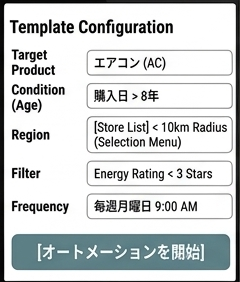 Template Configuration
Target
Product
エアコン (AC)
Condition
(Age)
購入日 > 8年
Region
[Store List] < 10km Radius
(Selection Menu)
Filter
Energy Rating < 3 Stars
Frequency
毎週月曜日 9:00 AM
[オートメーションを開始]